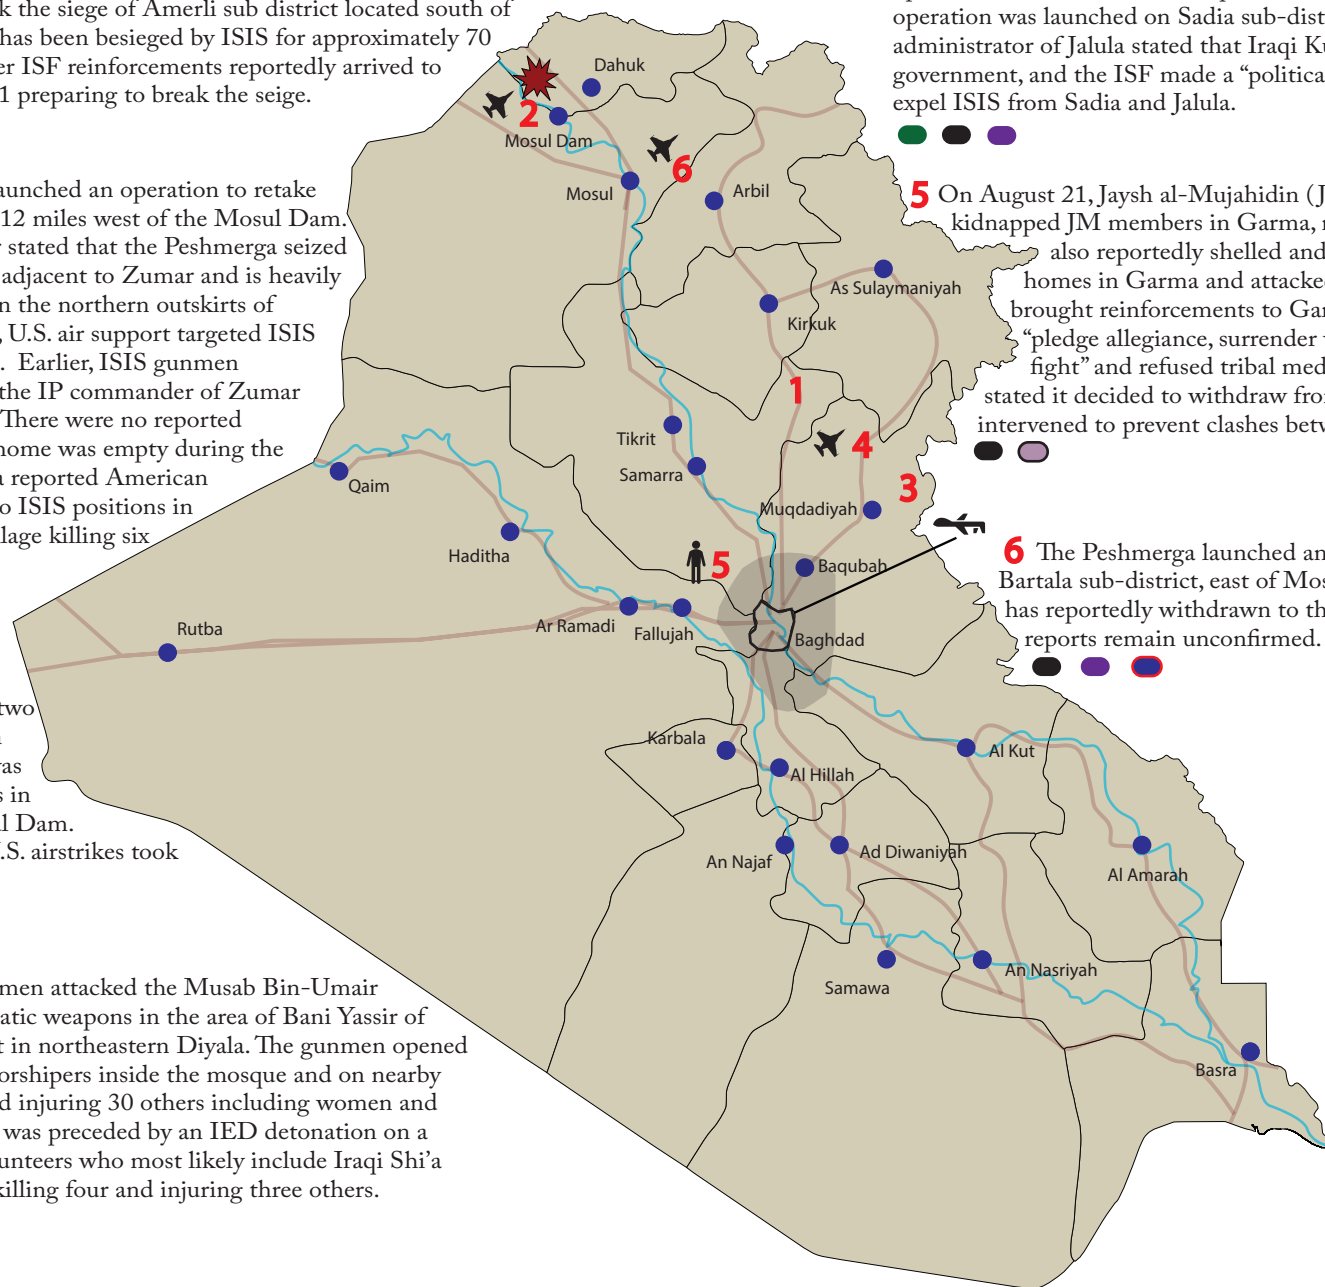 k the siege of Amerli sub district located south of
has been besieged by ISIS for approximately 70
er ISF reinforcements reportedly arrived to
1 preparing to break the seige.
aunched an operation to retake
12 miles west of the Mosul Dam.
stated that the Peshmerga seized
adjacent to Zumar and is heavily
n the northern outskirts of
, U.S. air support targeted ISIS
. Earlier, ISIS gunmen
the IP commander of Zumar
There were no reported
home was empty during the
a reported American
o ISIS positions in
lage killing six
two
vas
s in
l Dam.
.S. airstrikes took
men attacked the Musab Bin-Umair
atic weapons in the area of Bani Yassir of
t in northeastern Diyala. The gunmen opened
orshipers inside the mosque and on nearby
d injuring 30 others including women and
was preceded by an IED detonation on a
unteers who most likely include Iraqi Shi’a
killing four and injuring three others.
operation was launched on Sadia sub-dist
administrator of Jalula stated that Iraqi Ku
government, and the ISF made a “politica
expel ISIS from Sadia and Jalula.
5 On August 21, Jaysh al-Mujahidin ( J
kidnapped JM members in Garma, r
also reportedly shelled and
homes in Garma and attacked
brought reinforcements to Gar
“pledge allegiance, surrender
fight” and refused tribal med
stated it decided to withdraw fro
intervened to prevent clashes betw
6 The Peshmerga launched an
Bartala sub-district, east of Mos
has reportedly withdrawn to th
reports remain unconfirmed.
Dahuk
2
Mosul Dam
6
Mosul
Arbil
As Sulaymaniyah
Kirkuk
1
Tikrit
4
Samarra
Qaim
3
Muqdadiyah
Haditha
5
Baqubah
Ar Ramadi
Fallujah
Rutba
Baghdad
Karbala
Al Kut
Al Hillah
An Najaf
Ad Diwaniyah
Al Amarah
An Nasriyah
Samawa
Basra